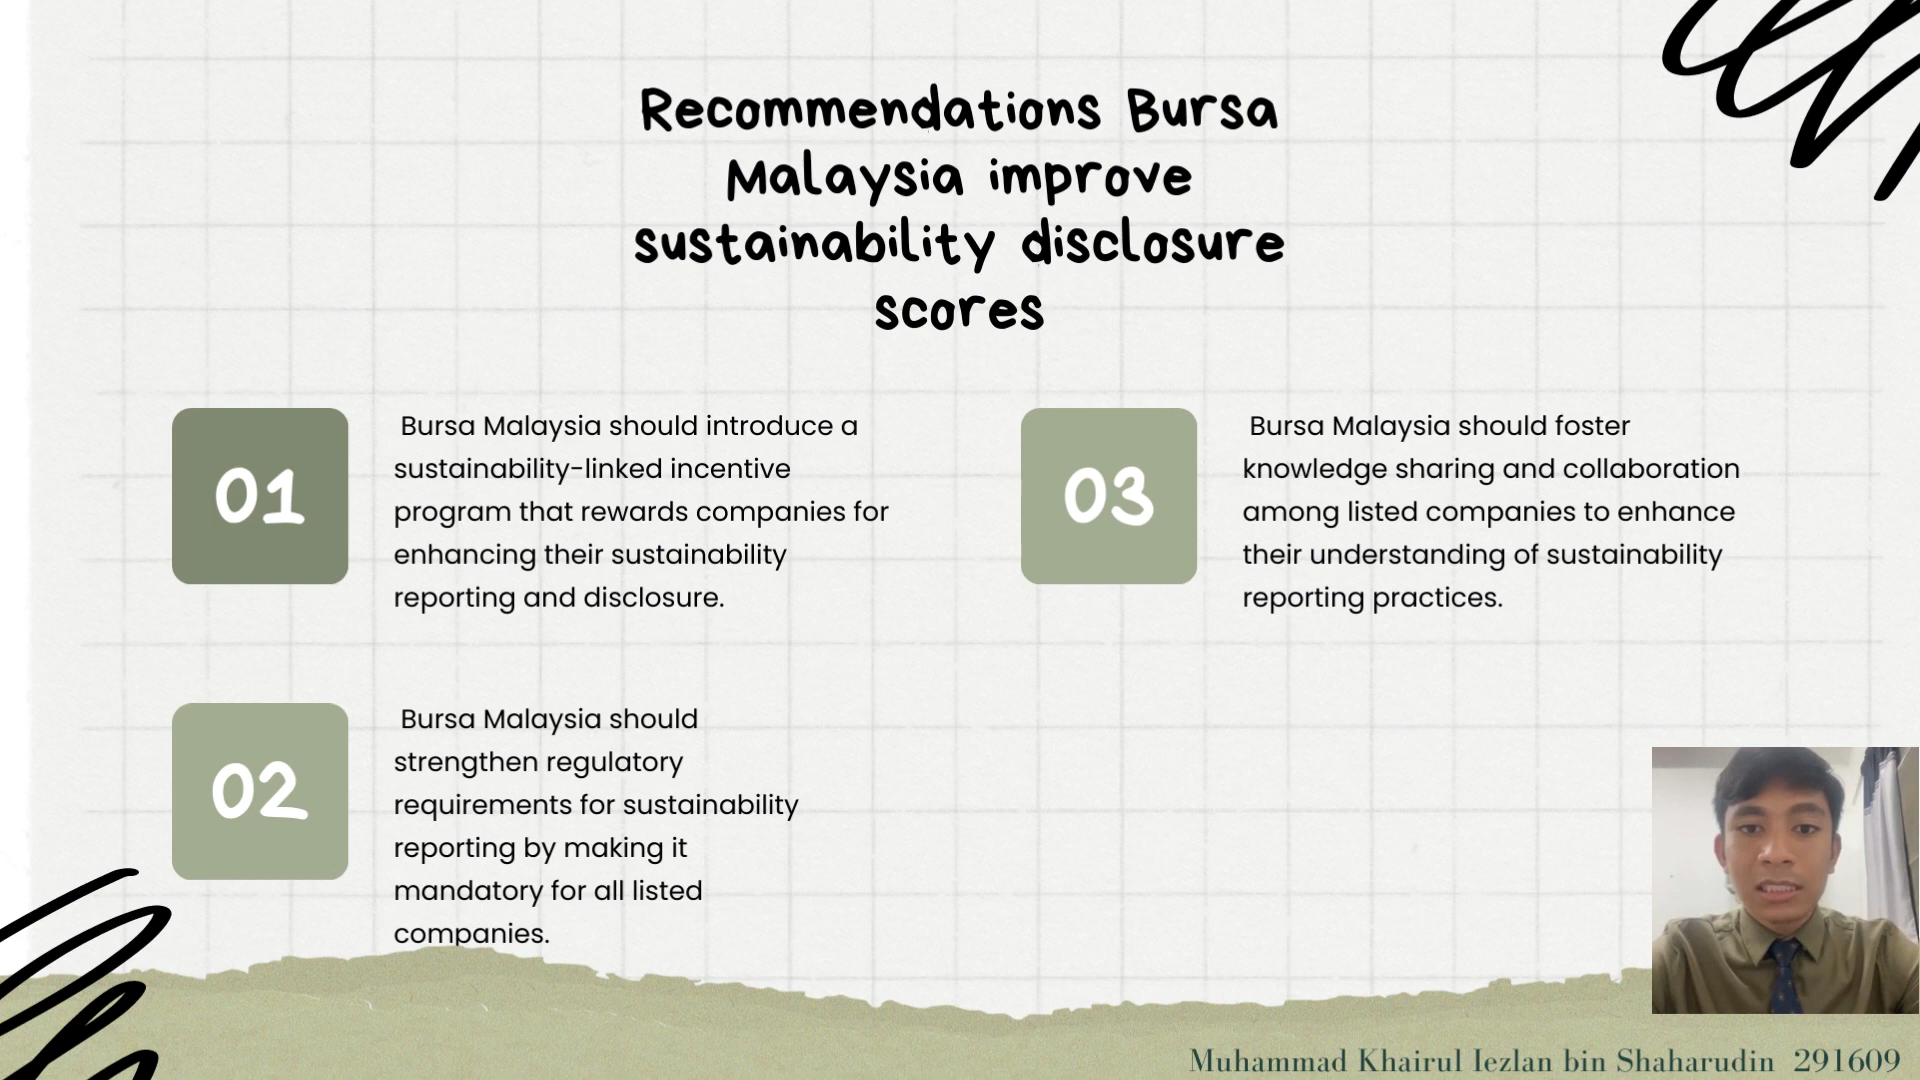 Recommendations Bursa
Malaysia improve
sustainability disclosure
scores
01
Bursa Malaysia should introduce a
sustainability-linked incentive
program that rewards companies for
enhancing their sustainability
reporting and disclosure.
02
Bursa Malaysia should
strengthen regulatory
requirements for sustainability
reporting by making it
mandatory for all listed
companies.
03
Bursa Malaysia should foster
knowledge sharing and collaboration
among listed companies to enhance
their understanding of sustainability
reporting practices.
Muhammad Khairul Iezlan bin Shaharudin 291609